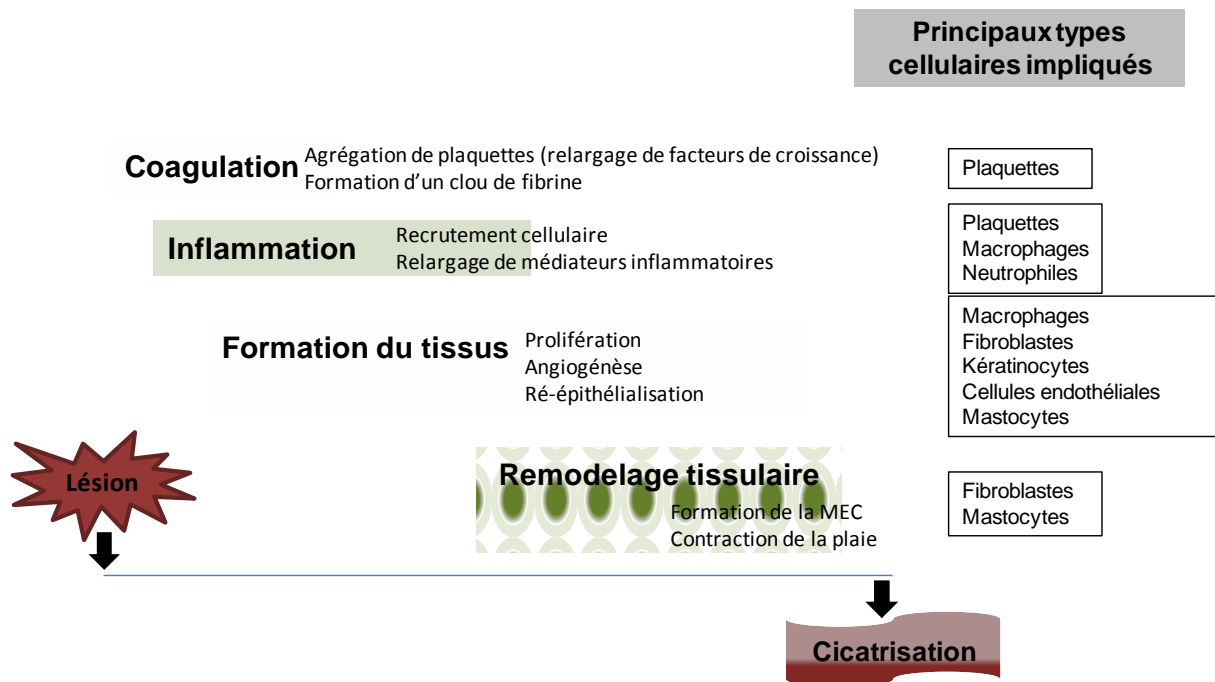 Principaux types
cellulaires impliqués
Coagulation
Agrégation de plaquettes (relargage de facteurs de croissance)
Formation d'un clou de fibrine
Plaquettes
Inflammation
Recrutement cellulaire
Relargage de médiateurs inflammatoires
Plaquettes
Macrophages
Neutrophiles
Formation du tissus
Prolifération
Angiogénèse
Ré-épithélialisation
Macrophages
Fibroblastes
Kératinocytes
Cellules endothéliales
Mastocytes
Lésion
Remodelage tissulaire
Formation de la MEC
Contraction de la plaie
Fibroblastes
Mastocytes
Cicatrisation